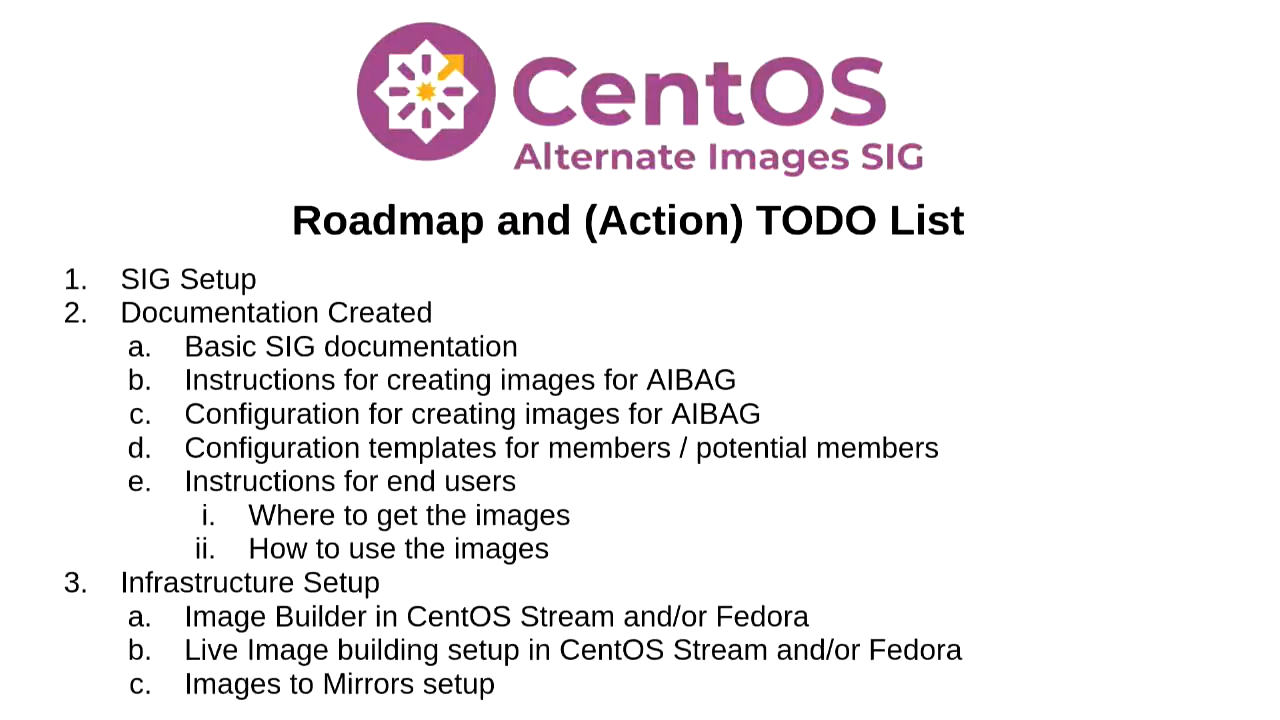 CentOS
Alternate Images SIG
Roadmap and (Action) TODO List
1. SIG Setup
2. Documentation Created
a. Basic SIG documentation
b. Instructions for creating images for AIBAG
c. Configuration for creating images for AIBAG
d. Configuration templates for members / potential members
e. Instructions for end users
i. Where to get the images
ii. How to use the images
3. Infrastructure Setup
a. Image Builder in CentOS Stream and/or Fedora
b. Live Image building setup in CentOS Stream and/or Fedora
c. Images to Mirrors setup